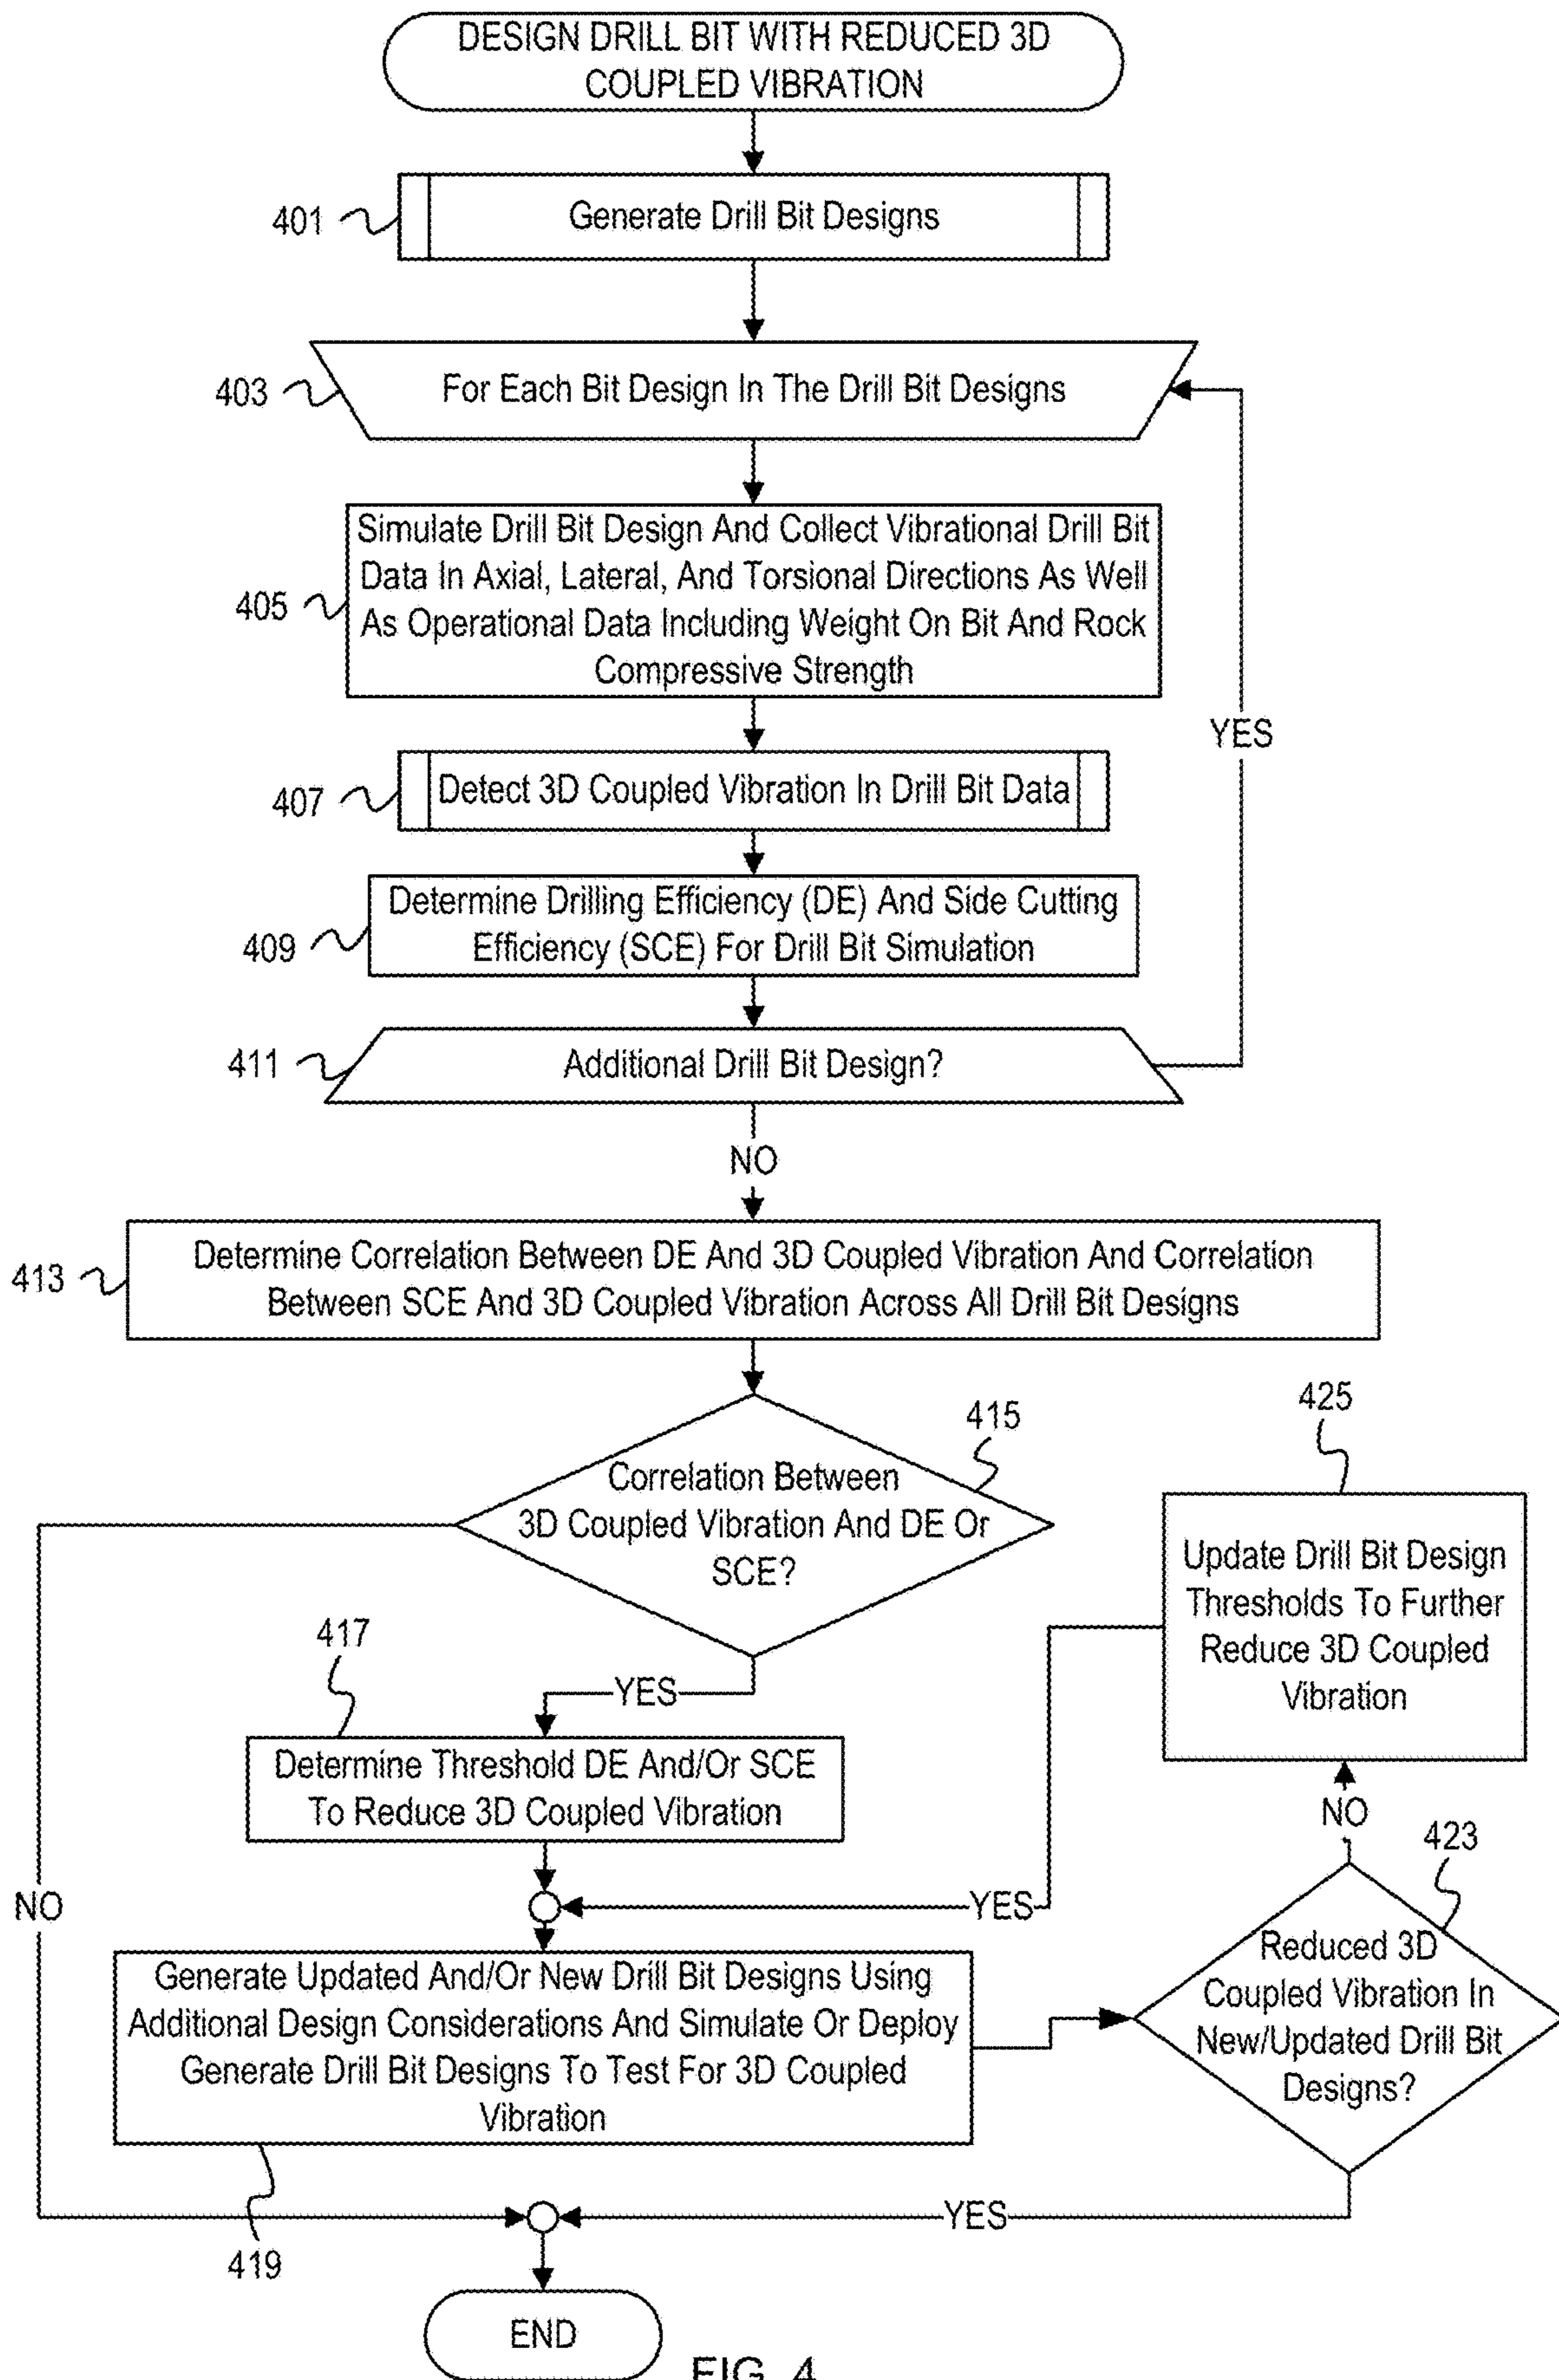 DESIGN DRILL BIT WITH REDUCED 3D
COUPLED VIBRATION
401
Generate Drill Bit Designs
403
For Each Bit Design In The Drill Bit Designs
405
Simulate Drill Bit Design And Collect Vibrational Drill Bit
Data In Axial, Lateral, And Torsional Directions As Well
As Operational Data Including Weight On Bit And Rock
Compressive Strength
YES
407
Detect 3D Coupled Vibration In Drill Bit Data
409
Determine Drilling Efficiency (DE) And Side Cutting
Efficiency (SCE) For Drill Bit Simulation
411
Additional Drill Bit Design?
NO
413
Determine Correlation Between DE And 3D Coupled Vibration And Correlation
Between SCE And 3D Coupled Vibration Across All Drill Bit Designs
415
Correlation Between
3D Coupled Vibration And DE Or
SCE?
425
Update Drill Bit Design
Thresholds To Further
Reduce 3D Coupled
Vibration
417
YES
Determine Threshold DE And/Or SCE
To Reduce 3D Coupled Vibration
NO
423
NO
YES
Reduced 3D
Coupled Vibration In
New/Updated Drill Bit
Designs?
Generate Updated And/Or New Drill Bit Designs Using
Additional Design Considerations And Simulate Or Deploy
Generate Drill Bit Designs To Test For 3D Coupled
Vibration
YES
419
END
FIG. 4